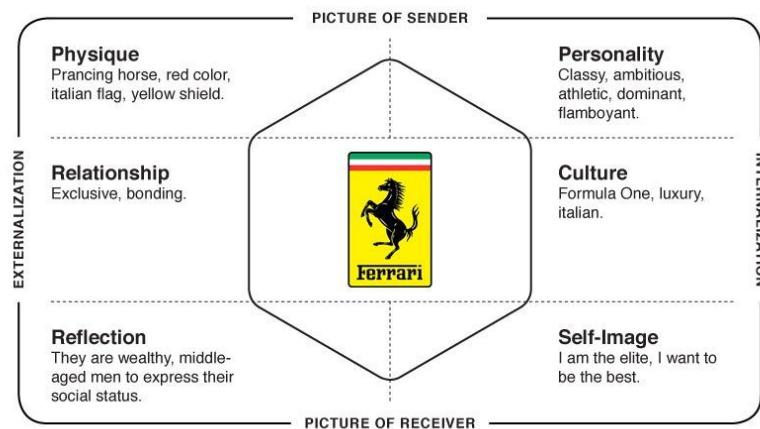 PICTURE OF SENDER
Physique
Prancing horse, red color,
italian flag, yellow shield.
Personality
Classy, ambitious,
athletic, dominant,
flamboyant.
EXTERNALIZATION
Relationship
Exclusive, bonding.
Ferrari
Culture
Formula One, luxury,
italian.
INTERNALIZATION
Reflection
They are wealthy, middle-
aged men to express their
social status.
Self-Image
I am the elite, I want to
be the best.
PICTURE OF RECEIVER